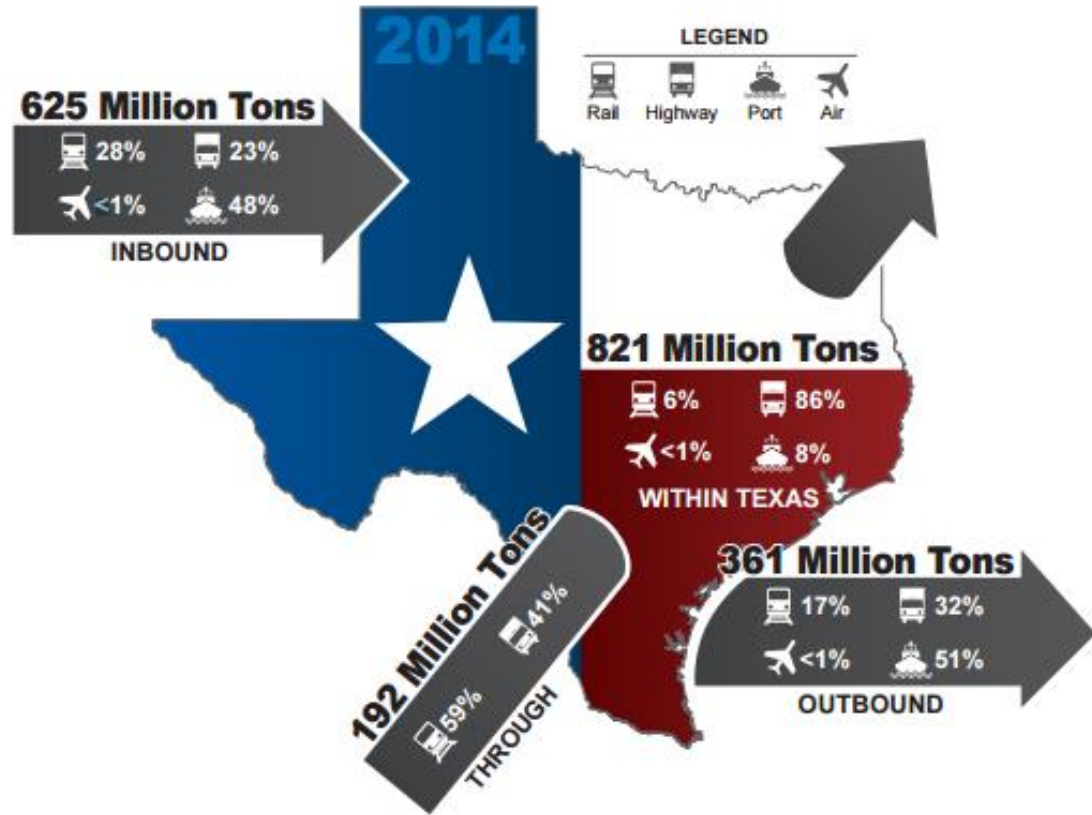 2014
LEGEND
Rail Highway Port Air
625 Million Tons
28% 23%
<1% 48%
INBOUND
821 Million Tons
6% 86%
<1% 8%
WITHIN TEXAS
192 Million Tons
59% 41%
THROUGH
361 Million Tons
17% 32%
<1% 51%
OUTBOUND